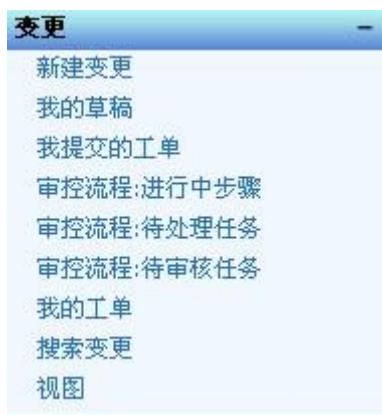 变更
新建变更
我的草稿
我提交的工单
审控流程:进行中步骤
审控流程:待处理任务
审控流程:待审核任务
我的工单
搜索变更
视图